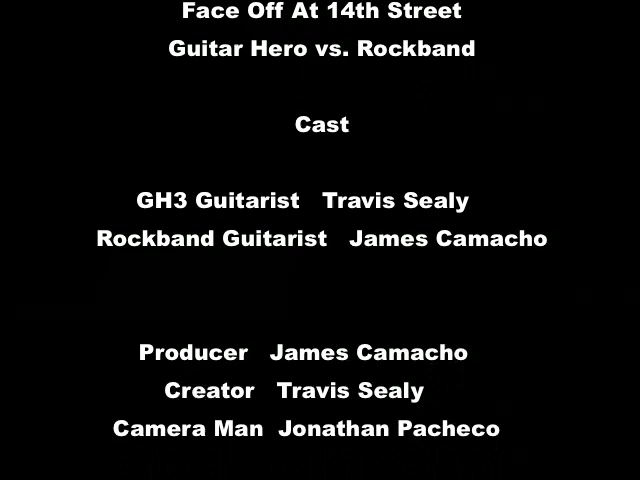 Face Off At 14th Street
Guitar Hero vs. Rockband
Cast
GH3 Guitarist Travis Sealy
Rockband Guitarist James Camacho
Producer James Camacho
Creator Travis Sealy
Camera Man Jonathan Pacheco